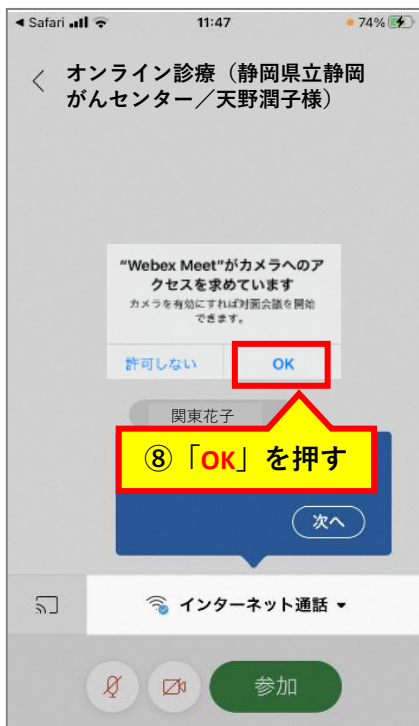 ◀ Safari 11:47 74%
オンライン診療（静岡県立静岡
がんセンター／天野潤子様）
"Webex Meet"がカメラへのア
クセスを求めています
カメラを有効にすれば対面会議を開始
できます。
許可しない OK
関東花子
⑧「OK」を押す
次へ
インターネット通話
参加